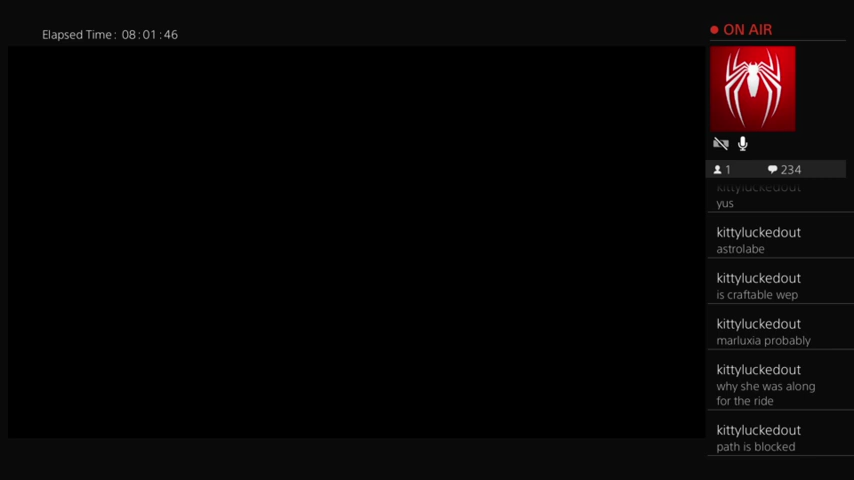 Elapsed Time: 08:01:46
ON AIR
1
234
kittyluckedout
yus
kittyluckedout
astrolabe
kittyluckedout
is craftable wep
kittyluckedout
marluxia probably
kittyluckedout
why she was along
for the ride
kittyluckedout
path is blocked